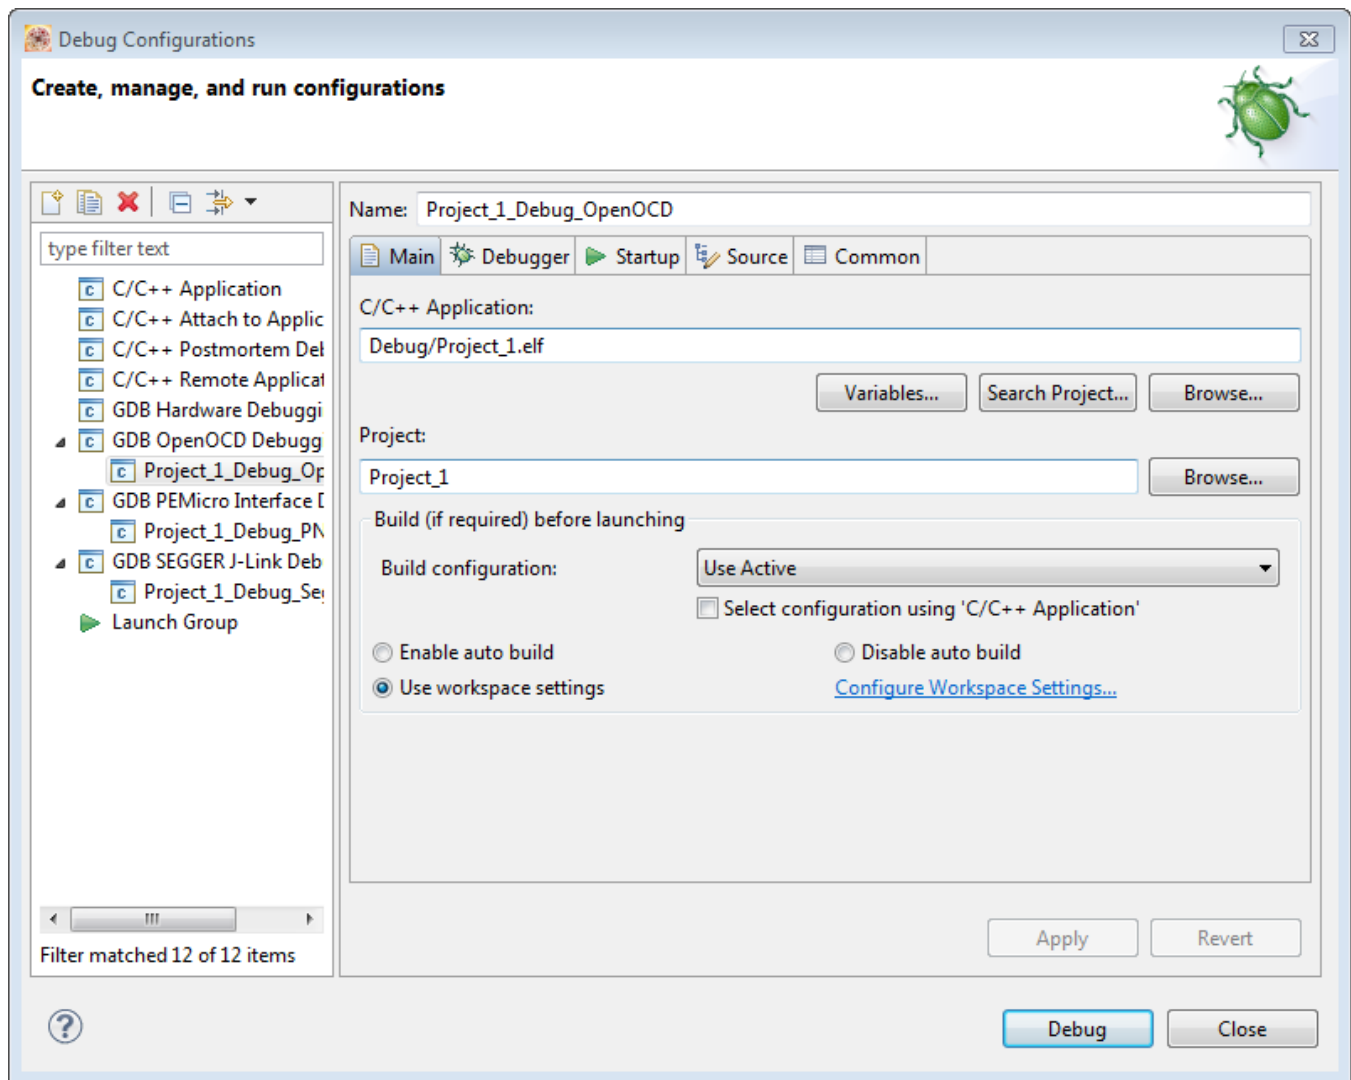 Debug Configurations
Create, manage, and run configurations
type filter text
C/C++ Application
C/C++ Attach to Applic
C/C++ Postmortem Deb
C/C++ Remote Applicat
GDB Hardware Debuggi
GDB OpenOCD Debugg
Project_1_Debug_Op
GDB PEMicro Interface D
Project_1_Debug_PN
GDB SEGGER J-Link Deb
Project_1_Debug_Seg
Launch Group
Filter matched 12 of 12 items
Name: Project_1_Debug_OpenOCD
Main Debugger Startup Source Common
C/C++ Application:
Debug/Project_1.elf
Variables... Search Project... Browse...
Project:
Project_1 Browse...
Build (if required) before launching
Build configuration: Use Active
Select configuration using 'C/C++ Application'
Enable auto build Disable auto build
Use workspace settings Configure Workspace Settings...
Apply Revert
Debug Close